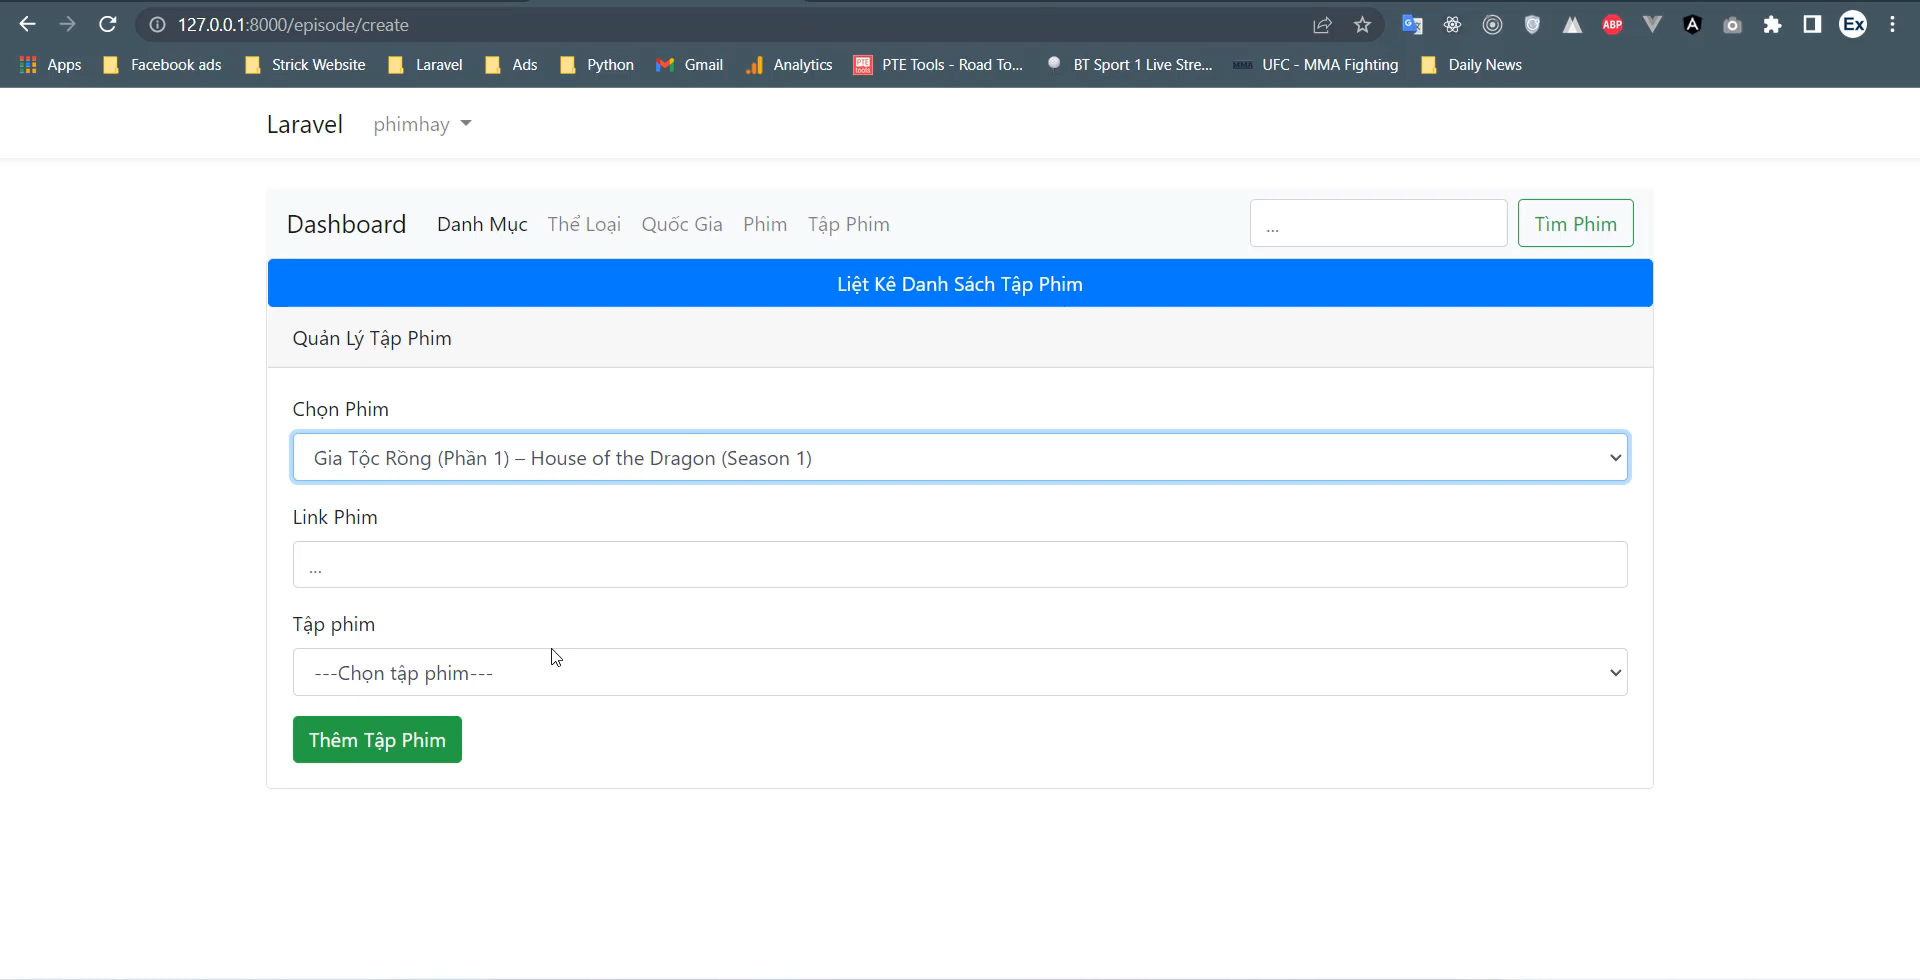 127.0.0.1:8000/episode/create
ABP
Ex
Apps Facebook ads Strick Website Laravel Ads Python Gmail Analytics PTE Tools - Road To... BT Sport 1 Live Stre... UFC - MMA Fighting Daily News
Laravel phimhay
Dashboard Danh Mục Thể Loại Quốc Gia Phim Tập Phim ... Tìm Phim
Liệt Kê Danh Sách Tập Phim
Quản Lý Tập Phim
Chọn Phim
Gia Tộc Rồng (Phần 1) – House of the Dragon (Season 1)
Link Phim
...
Tập phim
---Chọn tập phim---
Thêm Tập Phim